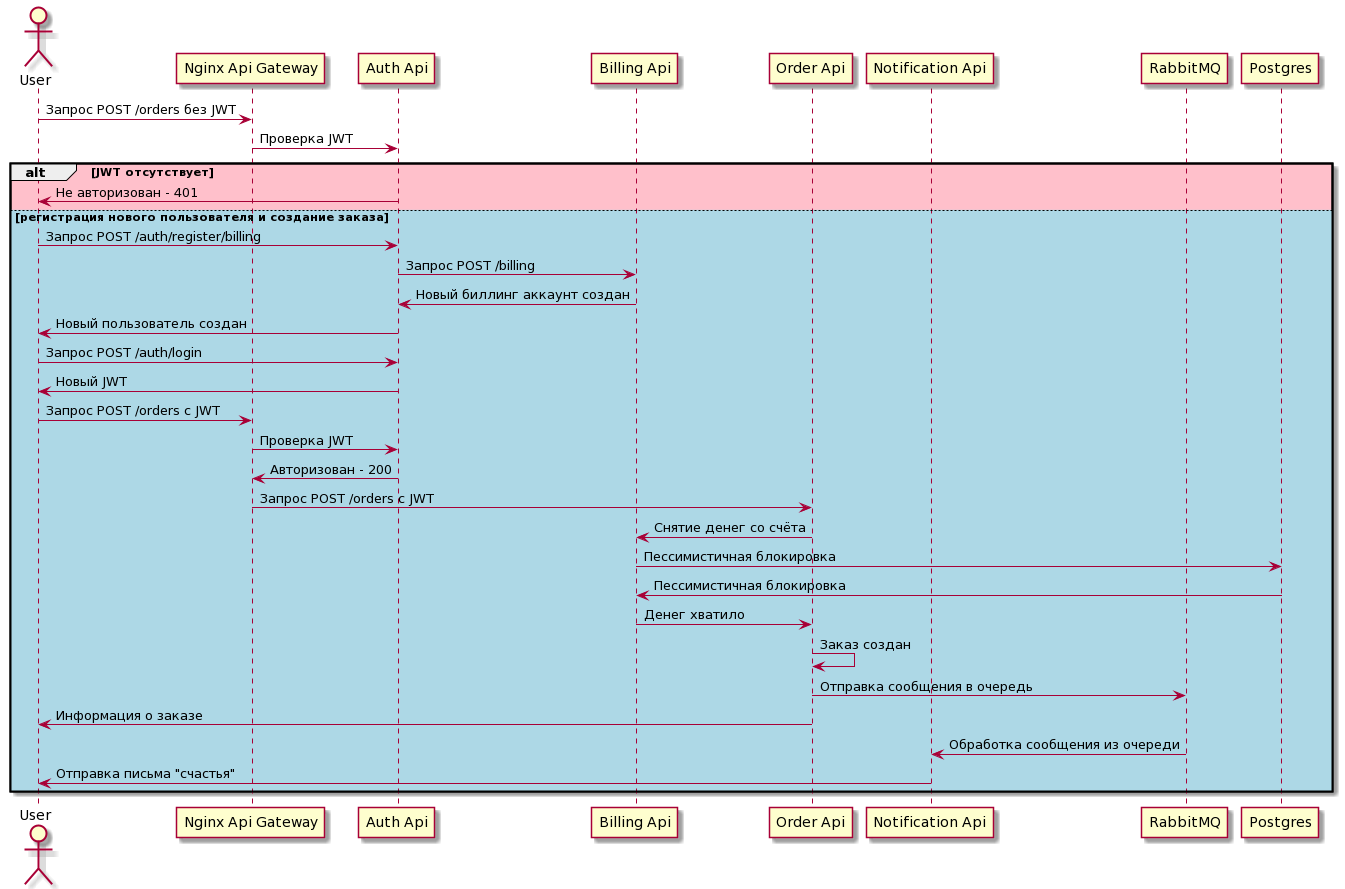 User
Nginx Api Gateway
Auth Api
Billing Api
Order Api
Notification Api
RabbitMQ
Postgres
Запрос POST /orders без JWT
Проверка JWT
alt
[JWT отсутствует]
Не авторизован - 401
[регистрация нового пользователя и создание заказа]
Запрос POST /auth/register/billing
Запрос POST /billing
Новый биллинг аккаунт создан
Новый пользователь создан
Запрос POST /auth/login
Новый JWT
Запрос POST /orders с JWT
Проверка JWT
Авторизован - 200
Запрос POST /orders с JWT
Снятие денег со счёта
Пессимистичная блокировка
Пессимистичная блокировка
Денег хватило
Заказ создан
Отправка сообщения в очередь
Информация о заказе
Обработка сообщения из очереди
Отправка письма "счастья"
User
Nginx Api Gateway
Auth Api
Billing Api
Order Api
Notification Api
RabbitMQ
Postgres